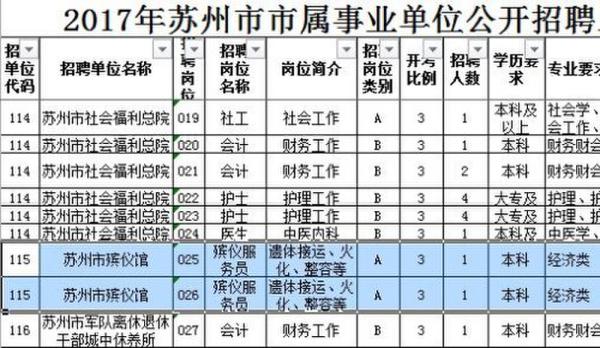 2017年苏州市市属事业单位公开招聘
招聘单位代码 招聘单位名称 招聘岗位 招聘岗位名称 岗位简介 招聘岗位类别 开考比例 招聘人数 学历要求 专业要求
114 苏州市社会福利总院 019 社工 社会工作 A 3 1 本科及以上 社会学、会工作、
114 苏州市社会福利总院 020 会计 财务工作 B 3 1 本科 财务财会
114 苏州市社会福利总院 021 会计 财务工作 B 3 2 本科 财务财会
114 苏州市社会福利总院 022 护士 护理工作 B 3 4 大专及 护理、
114 苏州市社会福利总院 023 护士 护理工作 B 3 4 大专及 护理、
114 苏州市社会福利总院 024 医生 中医内科 B 3 1 本科及 中医学、
115 苏州市殡仪馆 025 殡仪服务员 遗体接运、火化、整容等 A 3 1 本科 经济类
115 苏州市殡仪馆 026 殡仪服务员 遗体接运、火化、整容等 A 3 1 本科 经济类
116 苏州市军队离休退休干部城中休养所 027 会计 财务工作 B 3 1 本科 财务财会